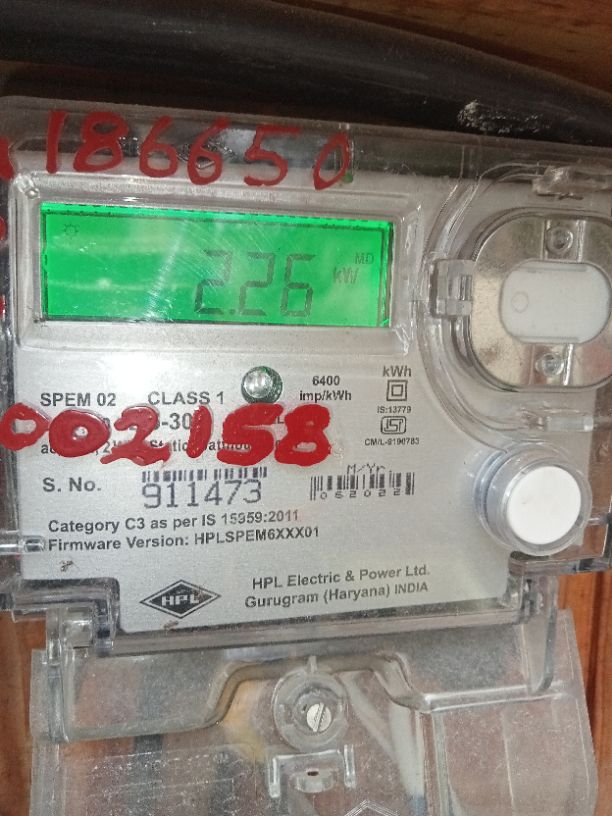 186650
MD
2.26 kW
kWh
SPEM 02 CLASS 1 6400
imp/kWh
IS:13779
-30
002158
CM/L-8190783
M/Yr.
S. No. 911473 062022
Category C3 as per IS 15959:2011
Firmware Version: HPLSPEM6XXX01
HPL
HPL Electric & Power Ltd.
Gurugram (Haryana) INDIA